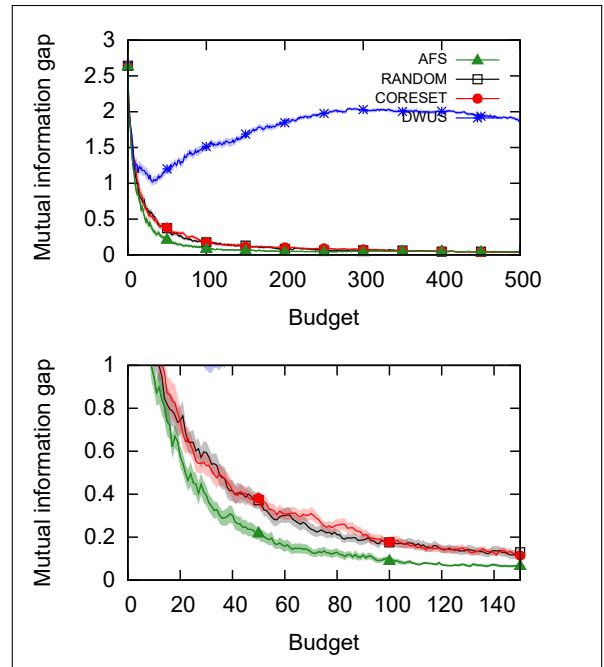 Mutual information gap
3
2.5
2
1.5
1
0.5
0
AFS
RANDOM
CORESET
DWUS
0 100 200 300 400 500
Budget
Mutual information gap
1
0.8
0.6
0.4
0.2
0
20 40 60 80 100 120 140
Budget